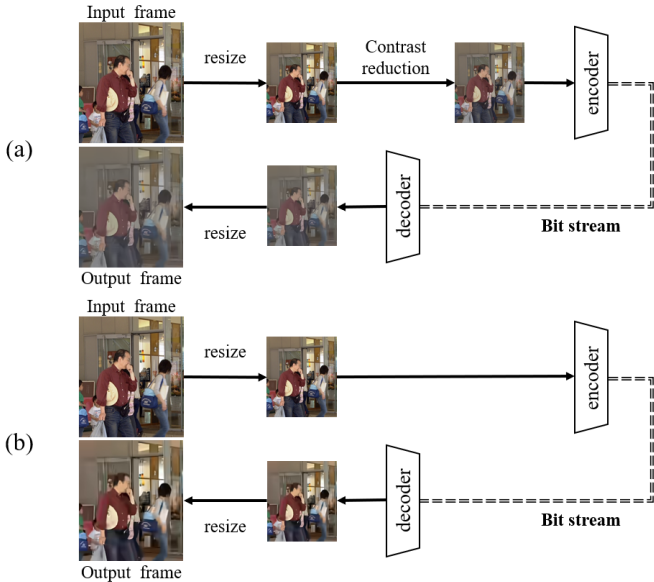 Input frame
resize
Contrast
reduction
encoder
(a)
decoder
resize
Bit stream
Output frame
Input frame
resize
encoder
(b)
decoder
resize
Bit stream
Output frame